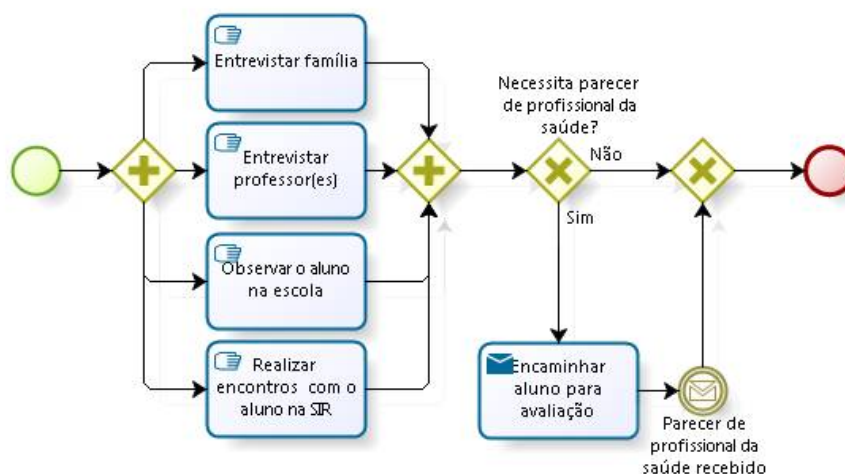 Entrevistar família
Entrevistar
professor(es)
Observar o aluno
na escola
Realizar
encontros com o
aluno na SIR
Necessita parecer
de profissional da
saúde?
Não
Sim
Encaminhar
aluno para
avaliação
Parecer de
profissional da
saúde recebido